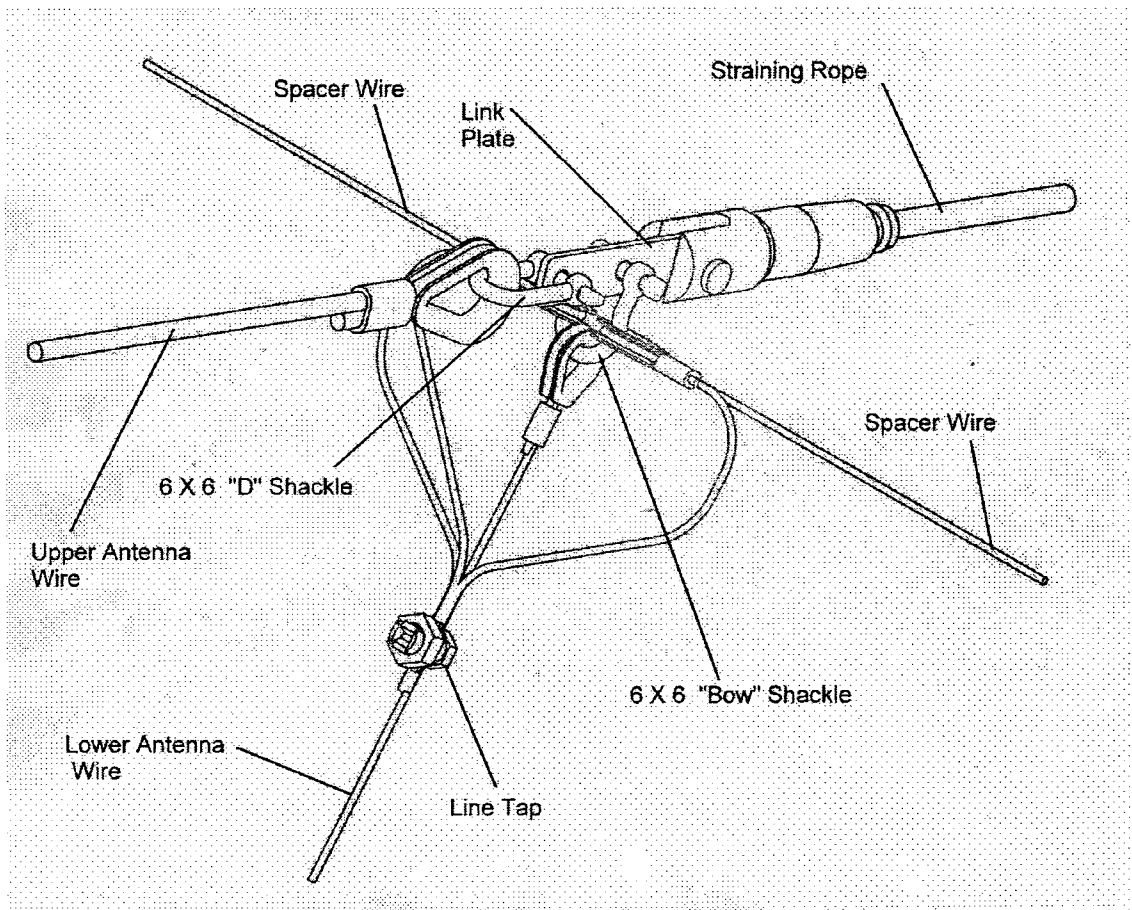 Straining Rope
Spacer Wire
Link
Plate
Spacer Wire
6 X 6 "D" Shackle
Upper Antenna
Wire
6 X 6 "Bow" Shackle
Lower Antenna
Wire
Line Tap